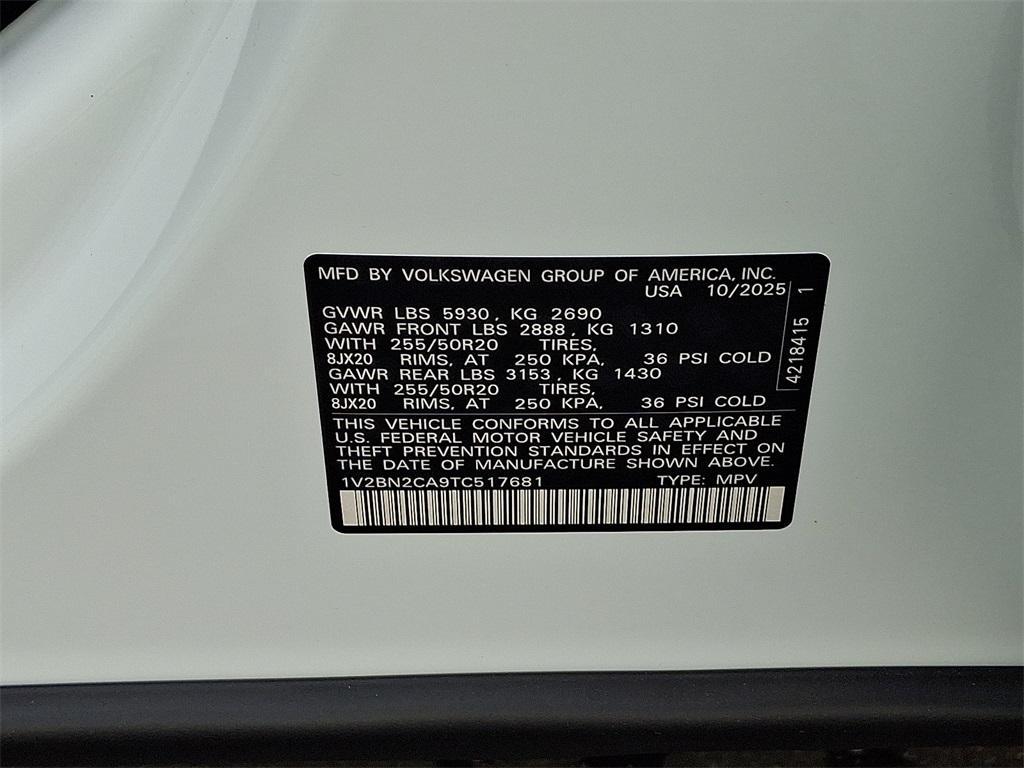 MFD BY VOLKSWAGEN GROUP OF AMERICA, INC.
USA 10/2025
GVWR LBS 5930, KG 2690
GAWR FRONT LBS 2888, KG 1310
WITH 255/50R20 TIRES,
8JX20 RIMS, AT 250 KPA, 36 PSI COLD
GAWR REAR LBS 3153, KG 1430
WITH 255/50R20 TIRES,
8JX20 RIMS, AT 250 KPA, 36 PSI COLD
4218415 1
THIS VEHICLE CONFORMS TO ALL APPLICABLE
U.S. FEDERAL MOTOR VEHICLE SAFETY AND
THEFT PREVENTION STANDARDS IN EFFECT ON
THE DATE OF MANUFACTURE SHOWN ABOVE.
1V2BN2CA9TC517681 TYPE: MPV